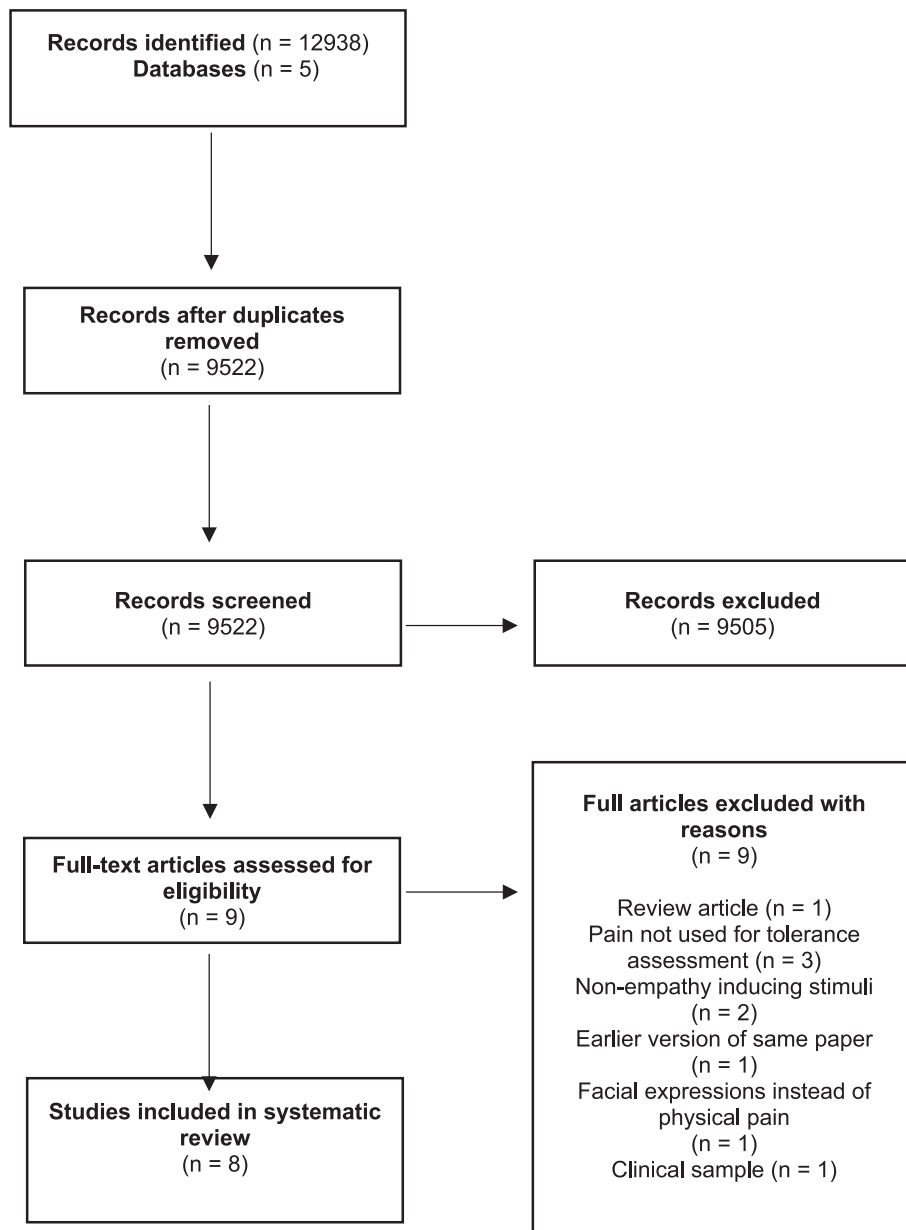 Records identified (n = 12938)
Databases (n = 5)
Records after duplicates
removed
(n = 9522)
Records screened
(n = 9522)
Records excluded
(n = 9505)
Full-text articles assessed for
eligibility
(n = 9)
Full articles excluded with
reasons
(n = 9)
Review article (n = 1)
Pain not used for tolerance
assessment (n = 3)
Non-empathy inducing stimuli
(n = 2)
Earlier version of same paper
(n = 1)
Facial expressions instead of
physical pain
(n = 1)
Clinical sample (n = 1)
Studies included in systematic
review
(n = 8)